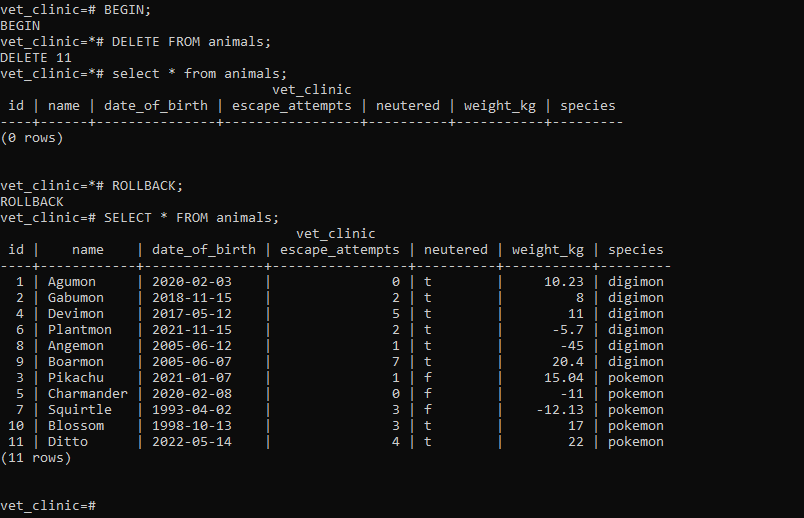 vet_clinic=# BEGIN;
BEGIN
vet_clinic=*# DELETE FROM animals;
DELETE 11
vet_clinic=*# select * from animals;
                                  vet_clinic
 id | name | date_of_birth | escape_attempts | neutered | weight_kg | species
----+------+---------------+-----------------+----------+-----------+---------
(0 rows)


vet_clinic=*# ROLLBACK;
ROLLBACK
vet_clinic=# SELECT * FROM animals;
                                     vet_clinic
 id |    name    | date_of_birth | escape_attempts | neutered | weight_kg | species
----+------------+---------------+-----------------+----------+-----------+---------
  1 | Agumon     | 2020-02-03    |               0 | t        |     10.23 | digimon
  2 | Gabumon    | 2018-11-15    |               2 | t        |         8 | digimon
  4 | Devimon    | 2017-05-12    |               5 | t        |        11 | digimon
  6 | Plantmon   | 2021-11-15    |               2 | t        |      -5.7 | digimon
  8 | Angemon    | 2005-06-12    |               1 | t        |       -45 | digimon
  9 | Boarmon    | 2005-06-07    |               7 | t        |      20.4 | digimon
  3 | Pikachu    | 2021-01-07    |               1 | f        |     15.04 | pokemon
  5 | Charmander | 2020-02-08    |               0 | f        |       -11 | pokemon
  7 | Squirtle   | 1993-04-02    |               3 | f        |    -12.13 | pokemon
 10 | Blossom    | 1998-10-13    |               3 | t        |        17 | pokemon
 11 | Ditto      | 2022-05-14    |               4 | t        |        22 | pokemon
(11 rows)


vet_clinic=#